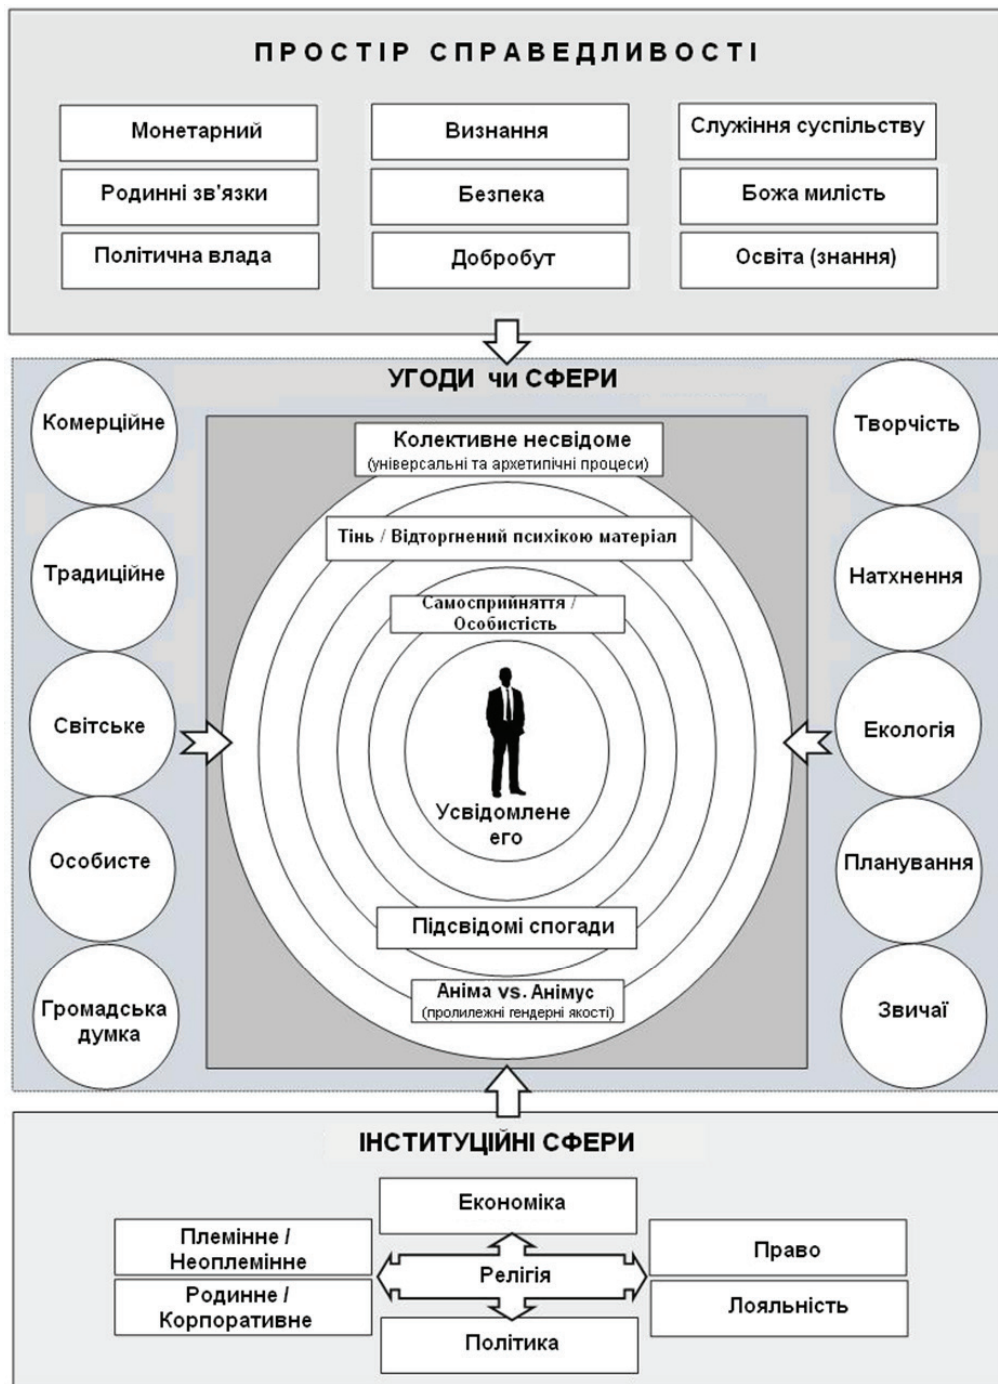 ПРОСТІР СПРАВЕДЛИВОСТІ
Монетарний
Визнання
Служіння суспільству
Родинні зв'язки
Безпека
Божа милість
Політична влада
Добробут
Освіта (знання)
УГОДИ чи СФЕРИ
Комерційне
Традиційне
Світське
Особисте
Громадська
думка
Колективне несвідоме
(універсальні та архетипічні процеси)
Тінь / Відторгнений психікою матеріал
Самосприйняття /
Особистість
Усвідомлене
его
Підсвідомі спогади
Аніма vs. Анімус
(пролилежні гендерні якості)
Творчість
Натхнення
Екологія
Планування
Звичаї
ІНСТИТУЦІЙНІ СФЕРИ
Економіка
Племінне /
Неоплемінне
Право
Релігія
Родинне /
Корпоративне
Лояльність
Політика